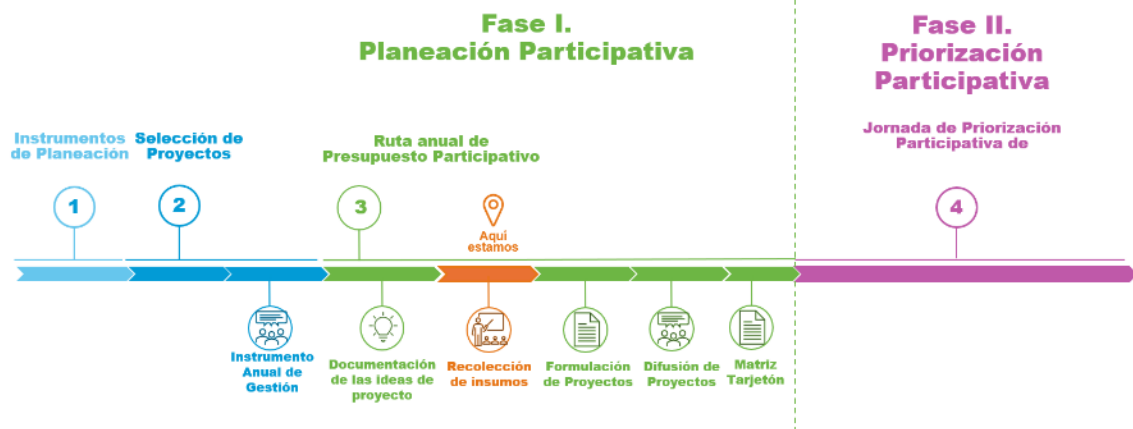 Fase I.
Planeación Participativa
Fase II.
Priorización
Participativa
Instrumentos
de Planeación
Selección de
Proyectos
Ruta anual de
Presupuesto Participativo
Jornada de Priorización
Participativa de
1
2
3
Aqui
estamos
4
Instrumento
Anual de
Gestión
Documentación
de las ideas de
proyecto
Recolección
de insumos
Formulación
de Proyectos
Difusión de
Proyectos
Matriz
Tarjetón